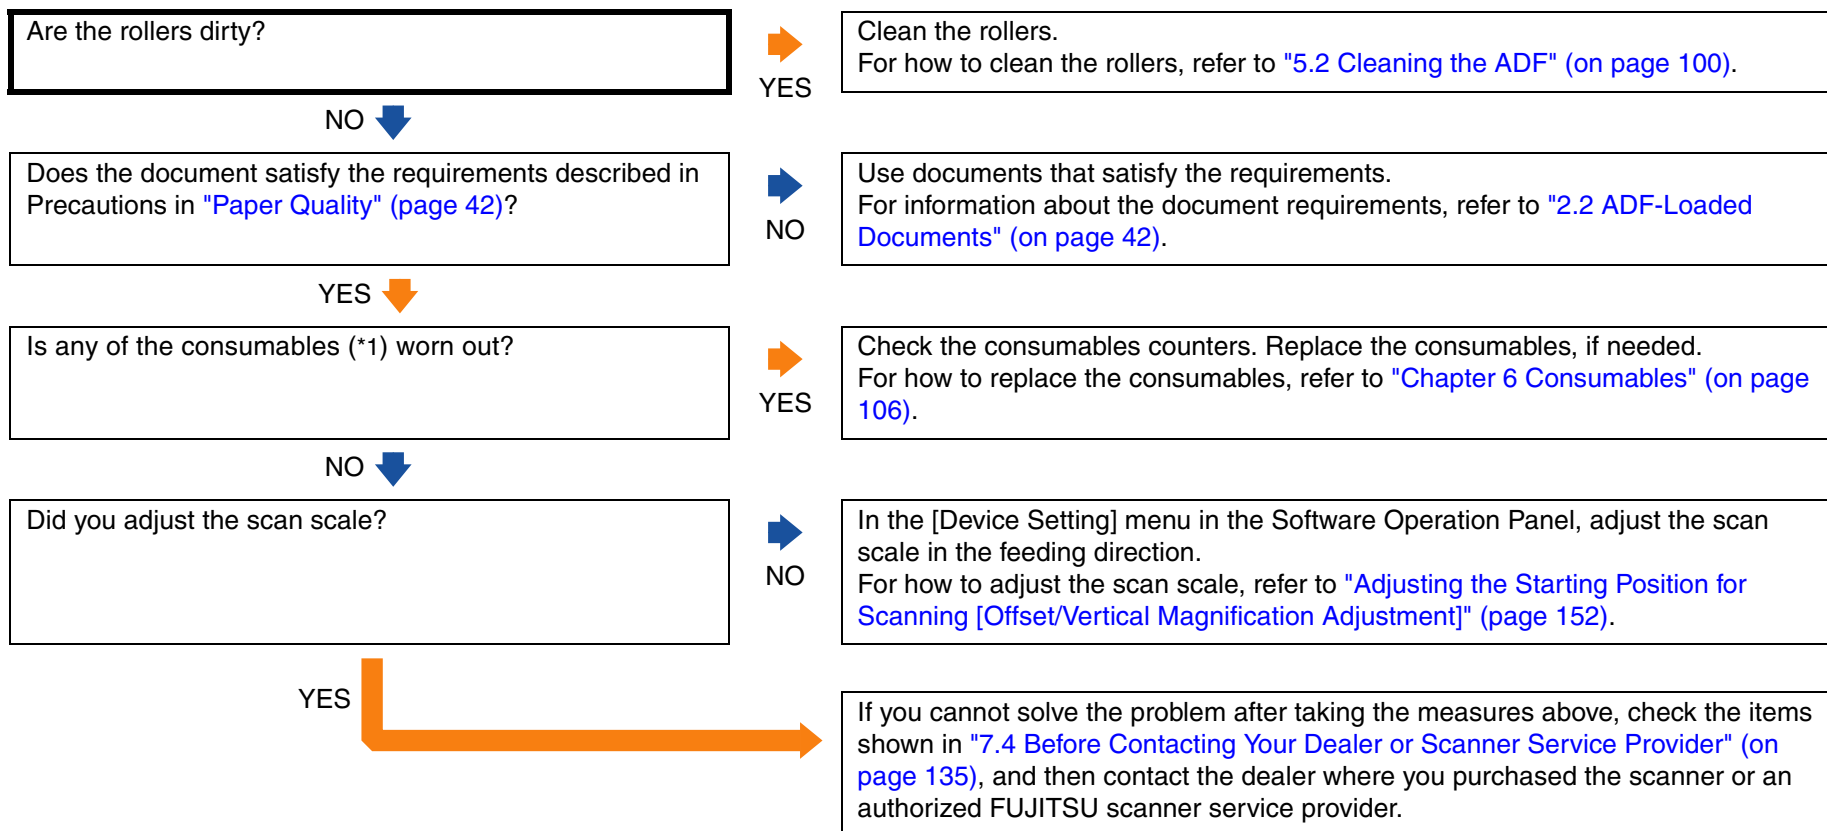 Are the rollers dirty?
YES
Clean the rollers.
For how to clean the rollers, refer to "5.2 Cleaning the ADF" (on page 100).
NO
Does the document satisfy the requirements described in
Precautions in "Paper Quality" (page 42)?
NO
Use documents that satisfy the requirements.
For information about the document requirements, refer to "2.2 ADF-Loaded
Documents" (on page 42).
YES
Is any of the consumables (*1) worn out?
YES
Check the consumables counters. Replace the consumables, if needed.
For how to replace the consumables, refer to "Chapter 6 Consumables" (on page
106).
NO
Did you adjust the scan scale?
NO
In the [Device Setting] menu in the Software Operation Panel, adjust the scan
scale in the feeding direction.
For how to adjust the scan scale, refer to "Adjusting the Starting Position for
Scanning [Offset/Vertical Magnification Adjustment]" (page 152).
YES
If you cannot solve the problem after taking the measures above, check the items
shown in "7.4 Before Contacting Your Dealer or Scanner Service Provider" (on
page 135), and then contact the dealer where you purchased the scanner or an
authorized FUJITSU scanner service provider.